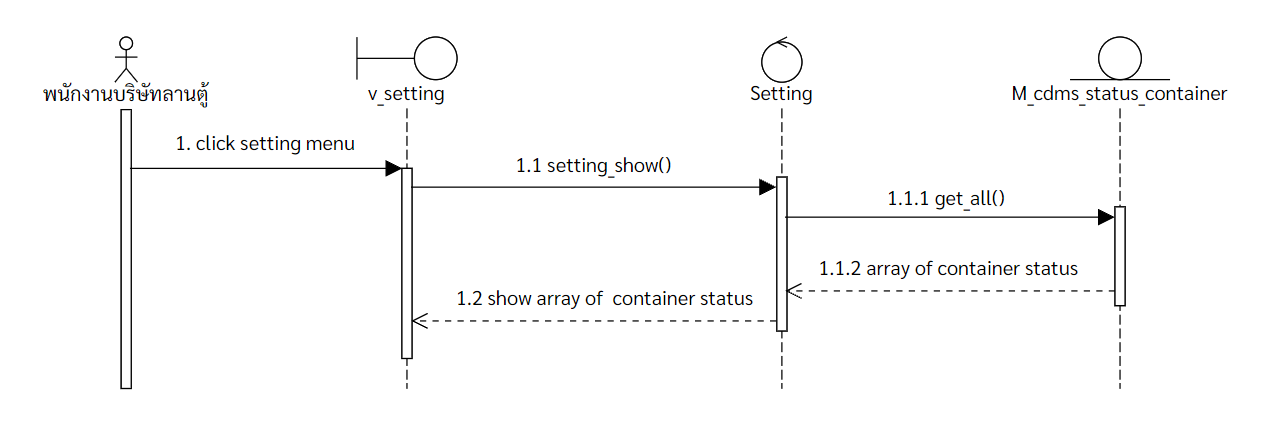 พนักงานบริษัทลานตู้
v_setting
Setting
M_cdms_status_container
1. click setting menu
1.1 setting_show()
1.1.1 get_all()
1.1.2 array of container status
1.2 show array of  container status